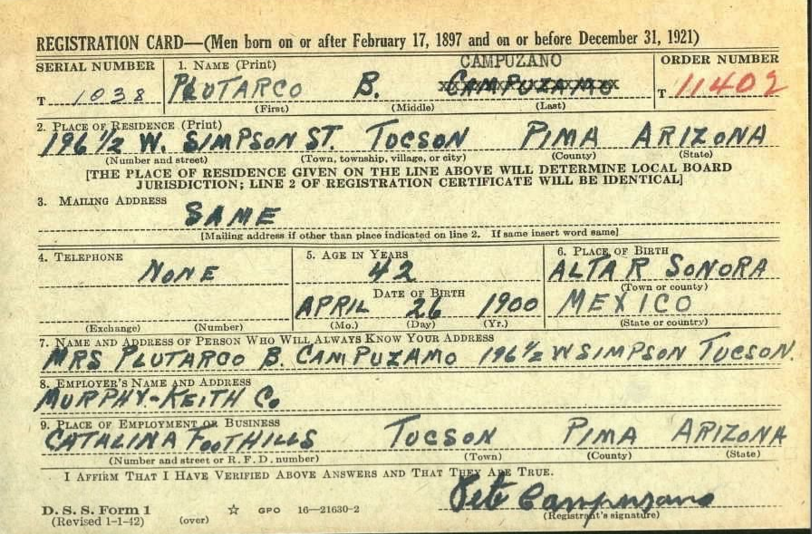 REGISTRATION CARD—(Men born on or after February 17, 1897 and on or before December 31, 1921)
SERIAL NUMBER 1. NAME (Print) CAMPUZANO ORDER NUMBER
T 1038 PLUTARCO B. CAMPUZAMO T 11402
(First) (Middle) (Last)
2. PLACE OF RESIDENCE (Print)
196 1/2 W. SIMPSON ST. TUCSON PIMA ARIZONA
(Number and street) (Town, township, village, or city) (County) (State)
[THE PLACE OF RESIDENCE GIVEN ON THE LINE ABOVE WILL DETERMINE LOCAL BOARD
JURISDICTION; LINE 2 OF REGISTRATION CERTIFICATE WILL BE IDENTICAL]
3. MAILING ADDRESS
SAME
[Mailing address if other than place indicated on line 2. If same insert word same]
4. TELEPHONE 5. AGE IN YEARS 6. PLACE OF BIRTH
NONE 42 ALTAR SONORA
DATE OF BIRTH (Town or county)
APRIL 26 1900 MEXICO
(Exchange) (Number) (Mo.) (Day) (Yr.) (State or country)
7. NAME AND ADDRESS OF PERSON WHO WILL ALWAYS KNOW YOUR ADDRESS
MRS PLUTARCO B. CAMPUZAMO 196 1/2 W SIMPSON TUCSON.
8. EMPLOYER'S NAME AND ADDRESS
MURPHY-KEITH Co
9. PLACE OF EMPLOYMENT OR BUSINESS
CATALINA FOOTHILLS TUCSON PIMA ARIZONA
(Number and street or R. F. D. number) (Town) (County) (State)
I AFFIRM THAT I HAVE VERIFIED ABOVE ANSWERS AND THAT THEY ARE TRUE.
Pete Campuzano
D. S. S. Form 1 ☆ GPO 16—21630-2 (Registrant's signature)
(Revised 1-1-42) (over)